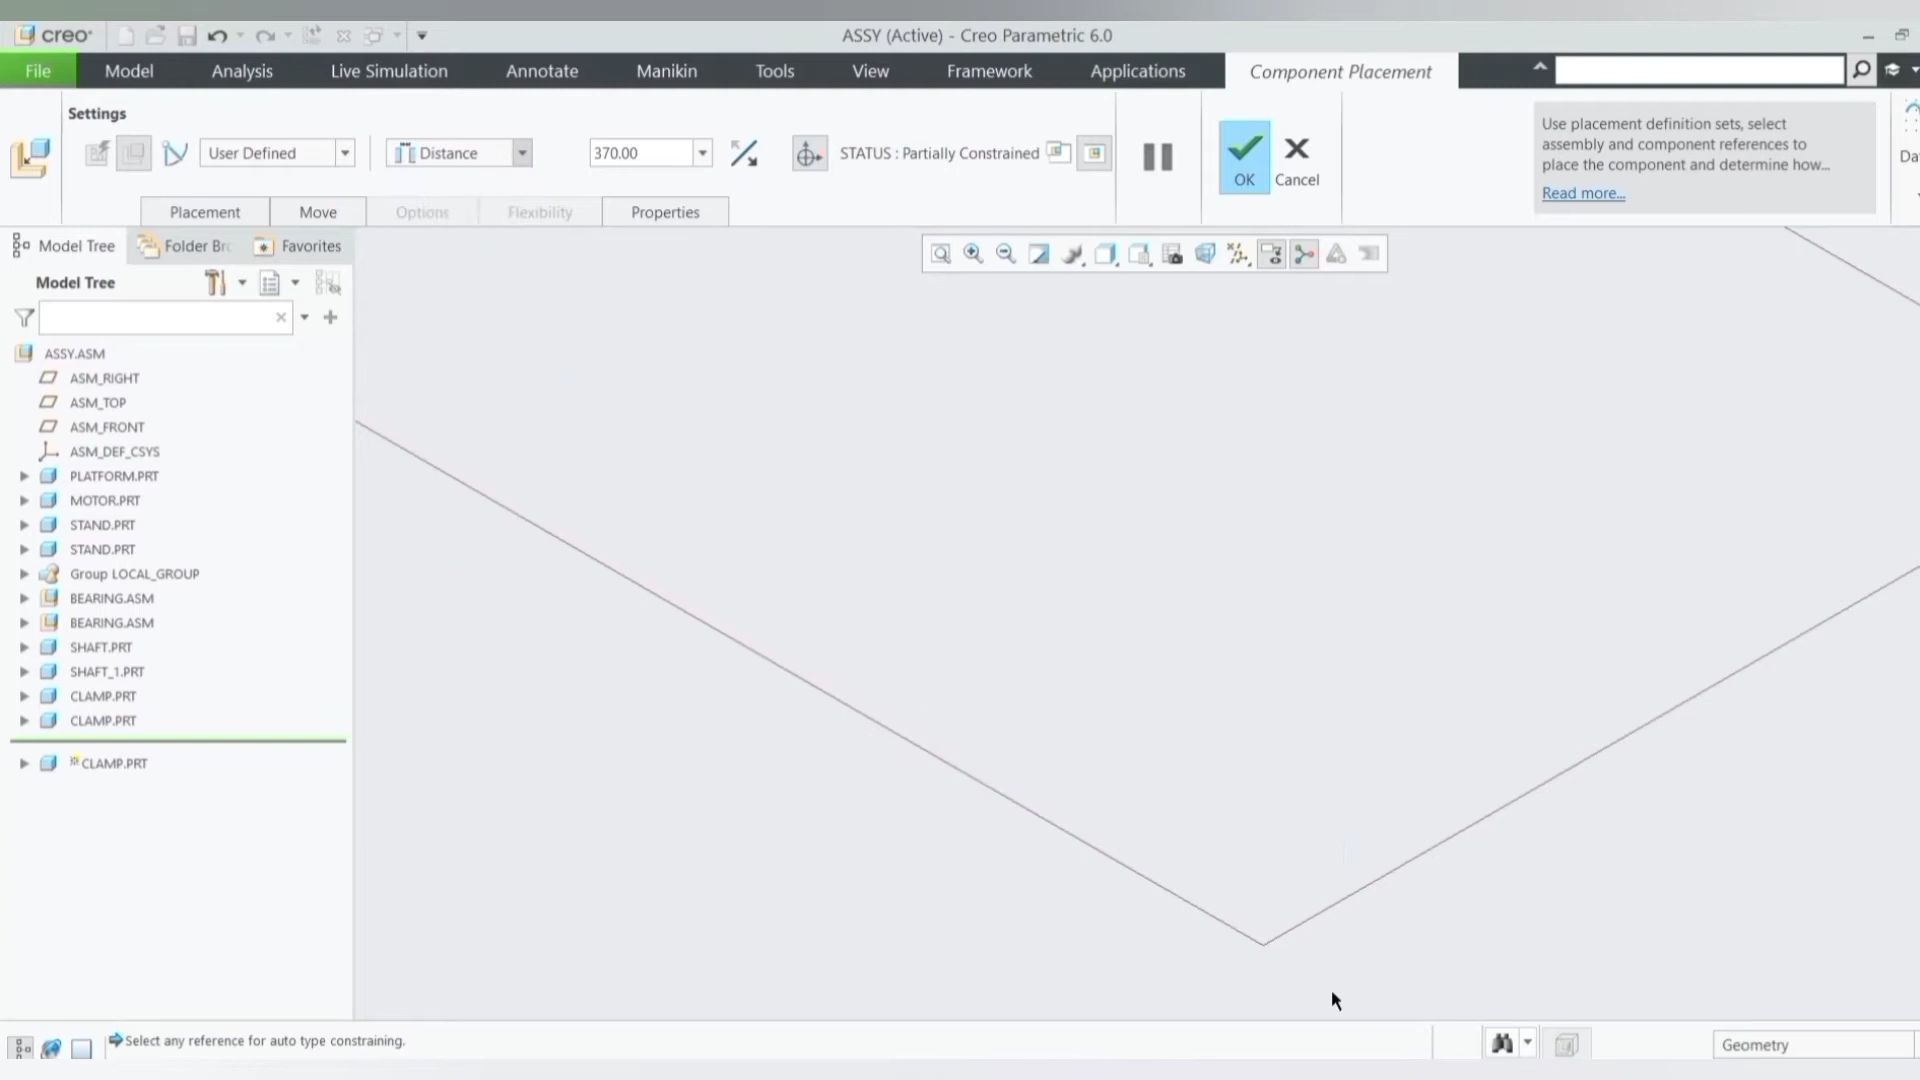 creo
ASSY (Active) - Creo Parametric 6.0
File Model Analysis Live Simulation Annotate Manikin Tools View Framework Applications Component Placement
Settings
User Defined
Distance
370.00
STATUS : Partially Constrained
OK
Cancel
Use placement definition sets, select
assembly and component references to
place the component and determine how...
Read more...
Placement Move Options Flexibility Properties
Model Tree
Folder Br
Favorites
Model Tree
ASSY.ASM
ASM_RIGHT
ASM_TOP
ASM_FRONT
ASM_DEF_CSYS
PLATFORM.PRT
MOTOR.PRT
STAND.PRT
STAND.PRT
Group LOCAL_GROUP
BEARING.ASM
BEARING.ASM
SHAFT.PRT
SHAFT_1.PRT
CLAMP.PRT
CLAMP.PRT
CLAMP.PRT
Select any reference for auto type constraining.
Geometry